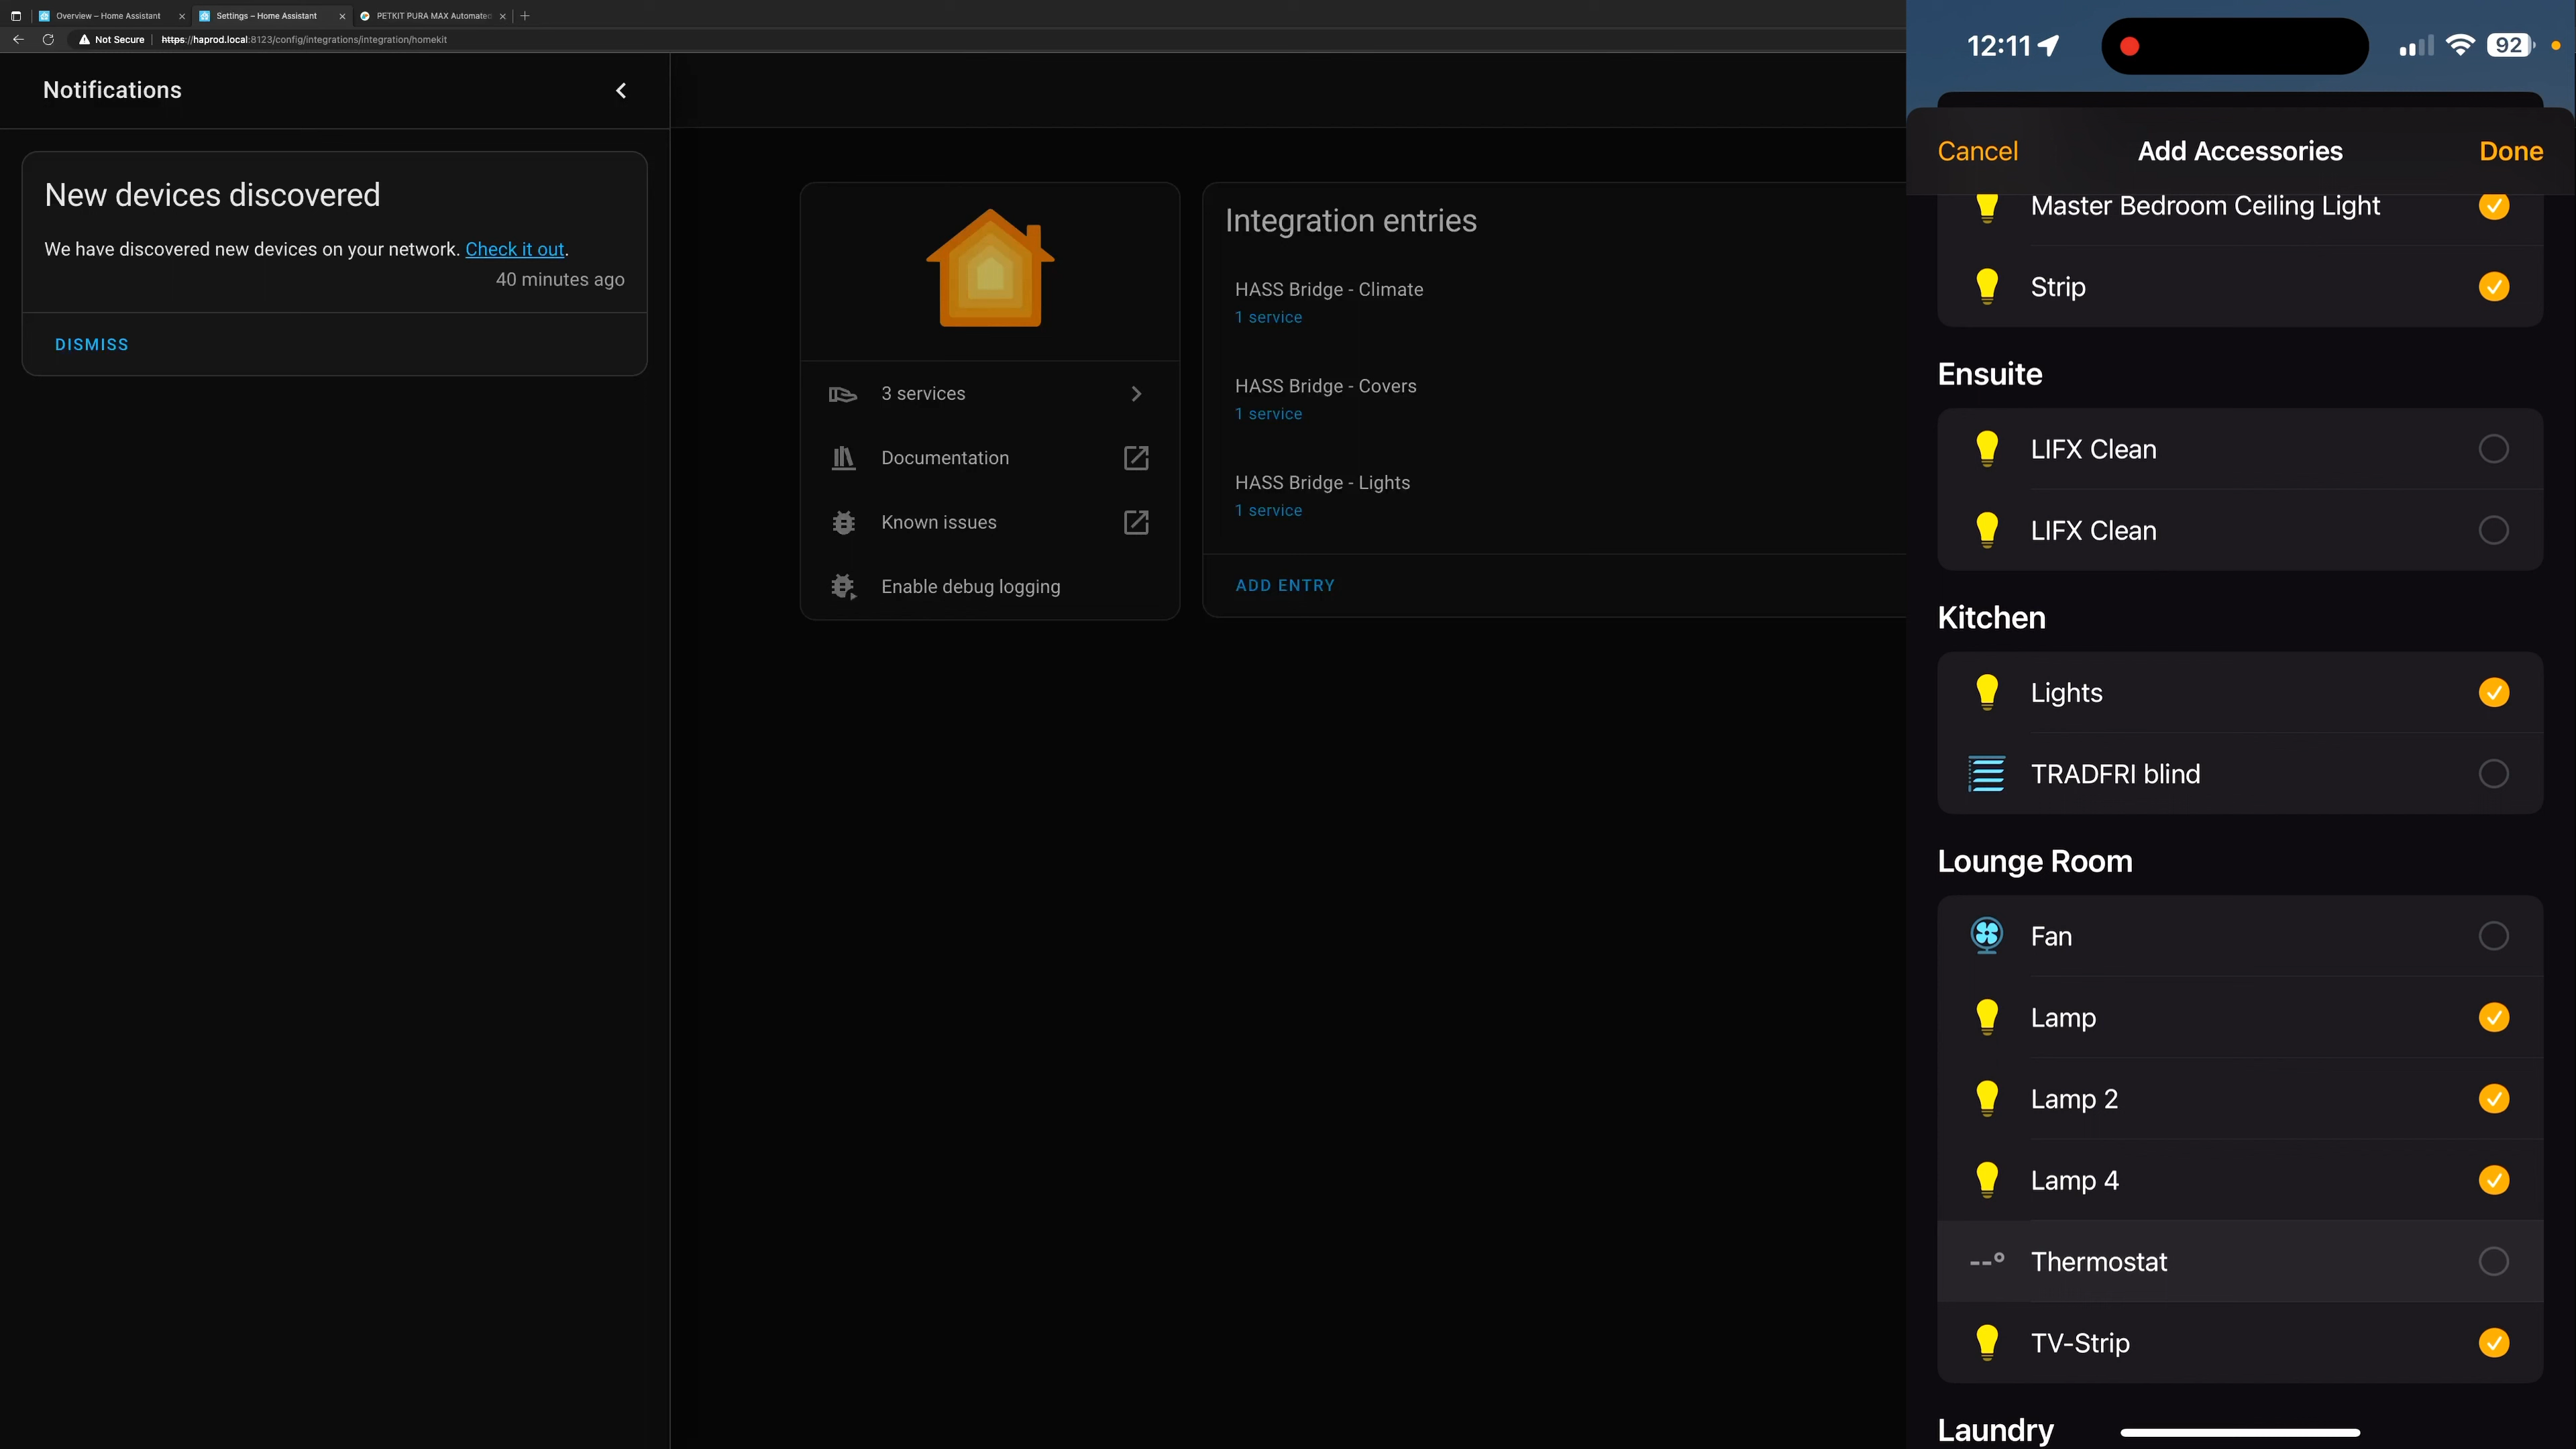 Overview – Home Assistant
Settings – Home Assistant
PETKIT PURA MAX Automated
Not Secure
https://haprod.local:8123/config/integrations/integration/homekit
Notifications
New devices discovered
We have discovered new devices on your network. Check it out.
40 minutes ago
DISMISS
3 services
Documentation
Known issues
Enable debug logging
Integration entries
HASS Bridge - Climate
1 service
HASS Bridge - Covers
1 service
HASS Bridge - Lights
1 service
ADD ENTRY
12:11
92
Cancel
Add Accessories
Done
Master Bedroom Ceiling Light
Strip
Ensuite
LIFX Clean
LIFX Clean
Kitchen
Lights
TRADFRI blind
Lounge Room
Fan
Lamp
Lamp 2
Lamp 4
--° Thermostat
TV-Strip
Laundry